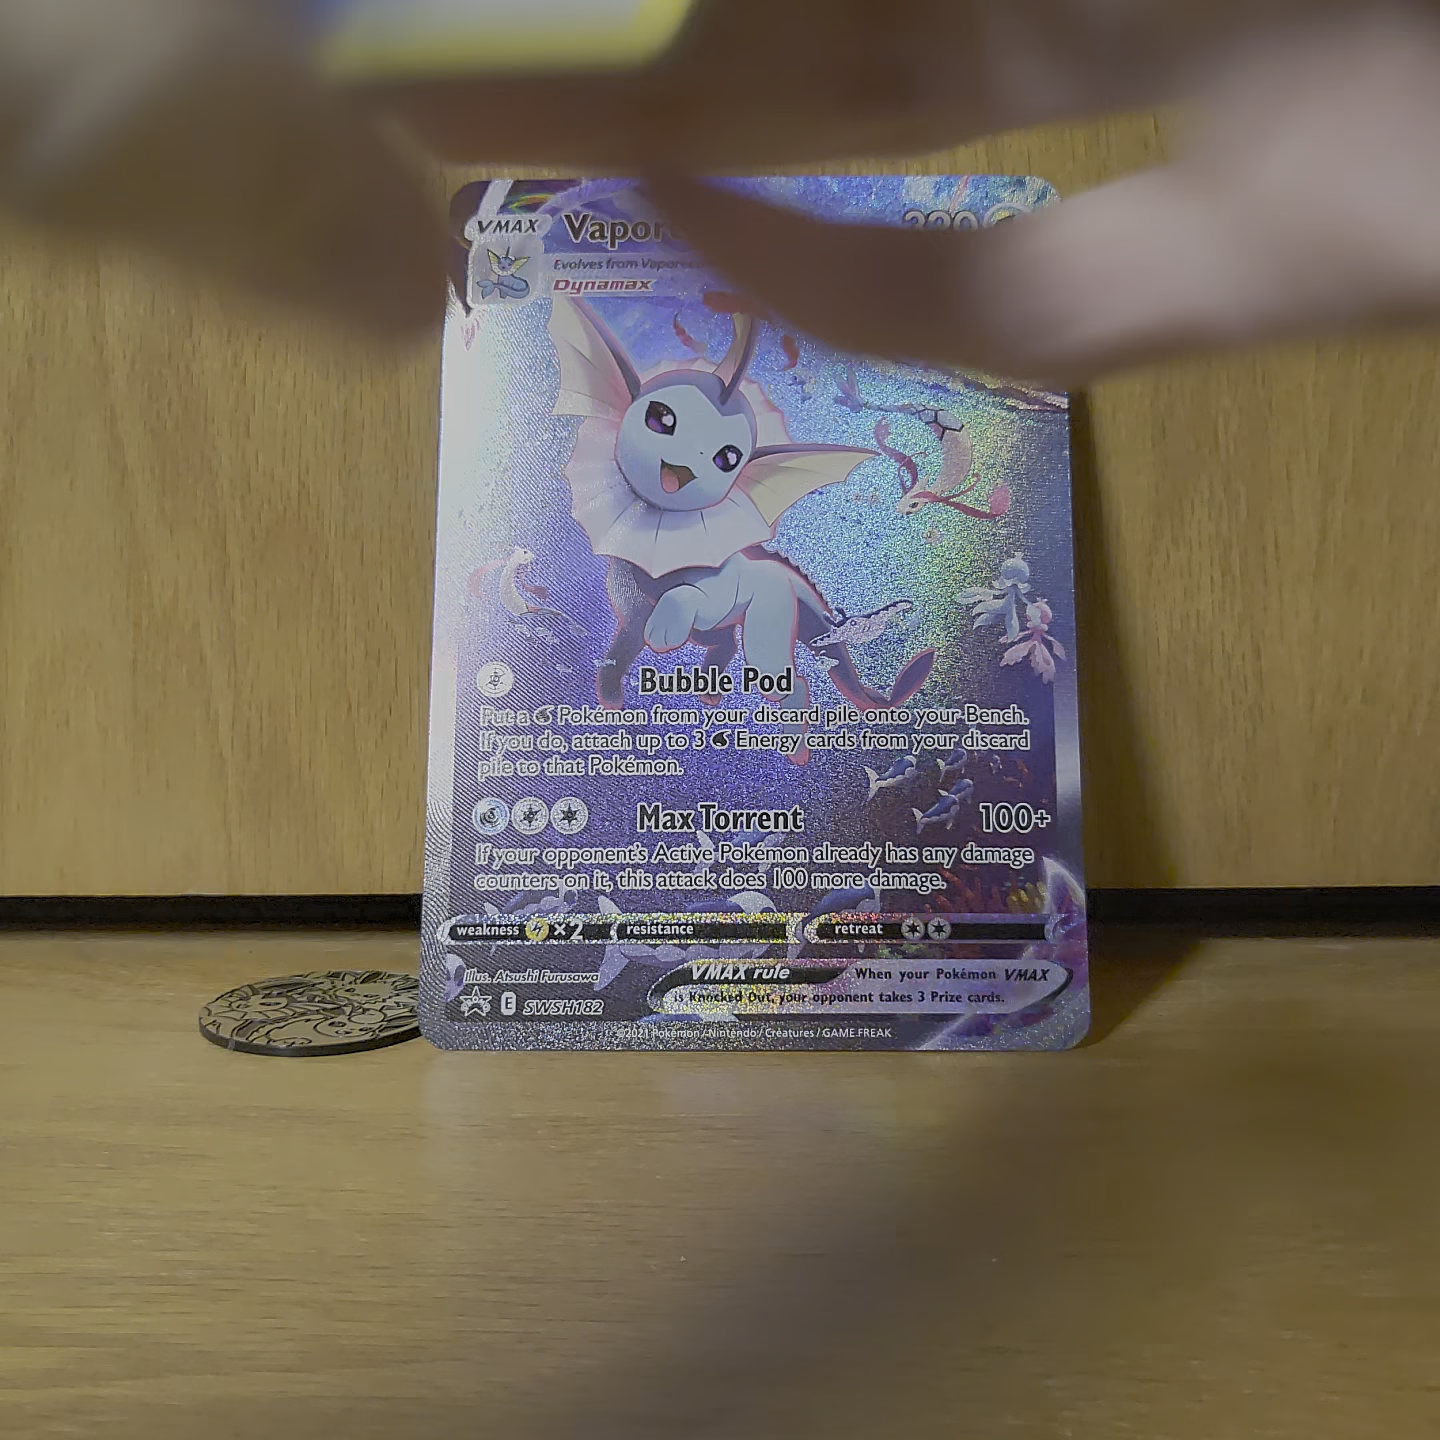 VMAX
Evolves from
Dynamax
320
Bubble Pod
Put a Pokémon from your discard pile onto your Bench.
If you do, attach up to 3 Energy cards from your discard
pile to that Pokémon.
Max Torrent 100+
If your opponent's Active Pokémon already has any damage
counters on it, this attack does 100 more damage.
weakness ×2 resistance retreat
Illus. Atsushi Furusawa
VMAX rule When your Pokémon VMAX
is Knocked Out, your opponent takes 3 Prize cards.
E SWSH182
©2021 Pokémon / Nintendo / Creatures / GAME FREAK